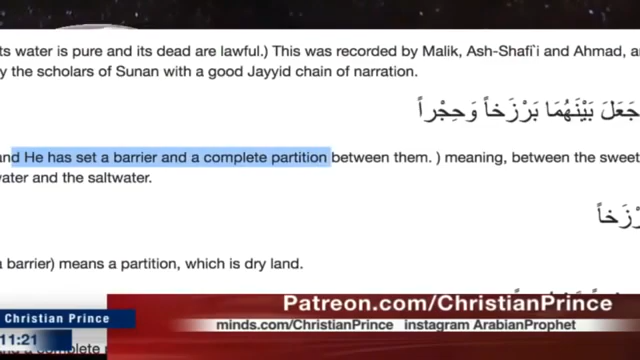 ts water is pure and its dead are lawful.) This was recorded by Malik, Ash-Shafi`i and Ahmad, a
y the scholars of Sunan with a good Jayyid chain of narration.
جَعَلَ بَيْنَهُمَا بَرْزَخاً وَحِجْراً
and He has set a barrier and a complete partition between them. ) meaning, between the sweet
vater and the saltwater.
a barrier) means a partition, which is dry land.
Christian Prince
11:21
Patreon.com/ChristianPrince
minds.com/ChristianPrince instagram ArabianProphet